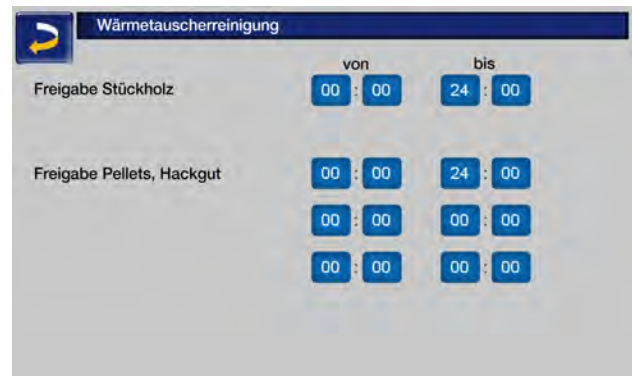 Wärmetauscherreinigung
von bis
Freigabe Stückholz 00 : 00 24 : 00
Freigabe Pellets, Hackgut 00 : 00 24 : 00
00 : 00 00 : 00
00 : 00 00 : 00